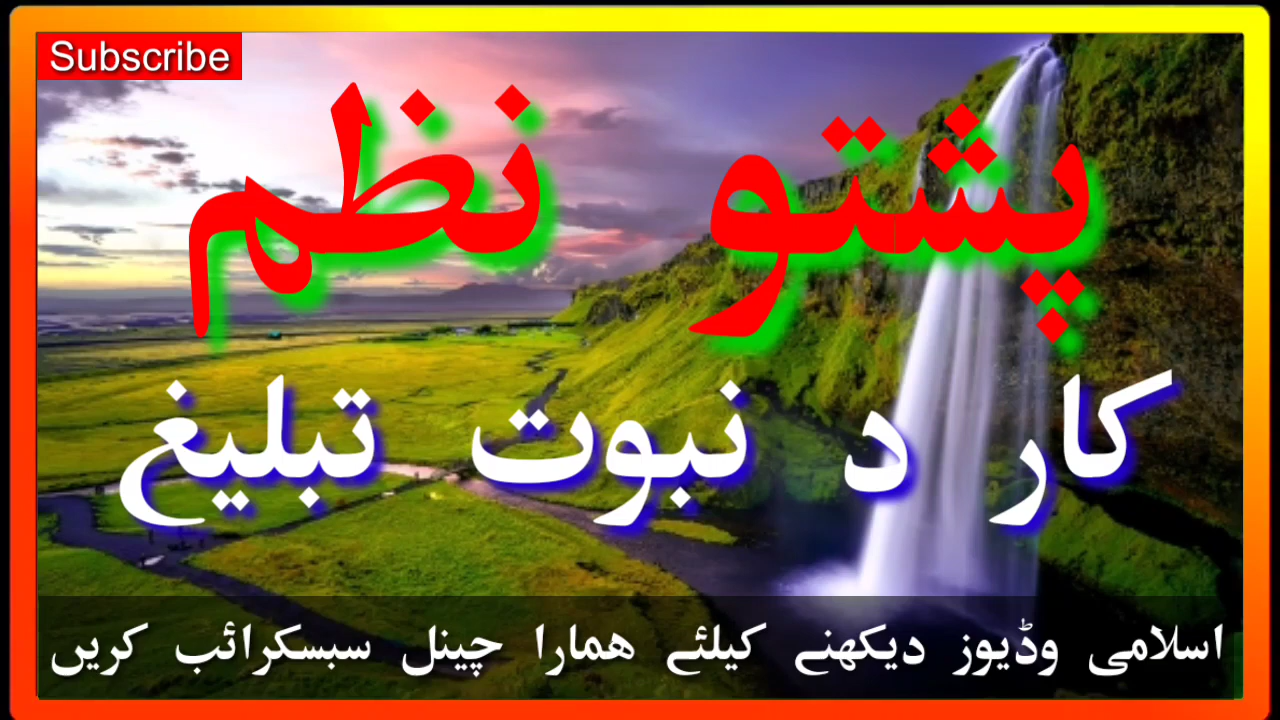 Subscribe
پشتو نظم
کار د نبوت تبلیغ
اسلامی وڈیوز دیکھنے کیلئے ھمارا چینل سبسکرائب کریں